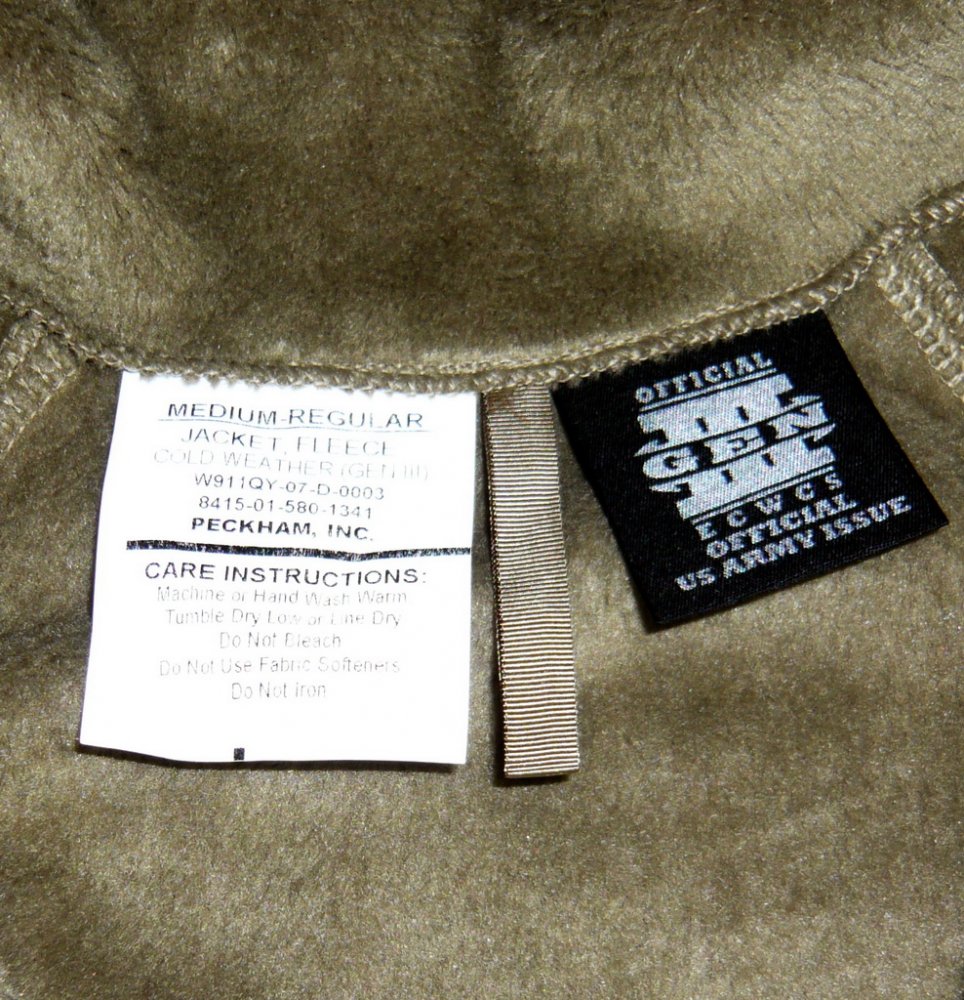 MEDIUM-REGULAR
JACKET, FLEECE
COLD WEATHER (GEN III)
W911QY-07-D-0003
8415-01-580-1341
PECKHAM, INC.
CARE INSTRUCTIONS:
Machine or Hand Wash Warm
Tumble Dry Low or Line Dry
Do Not Bleach
Do Not Use Fabric Softeners
Do Not Iron
OFFICIAL
III
GEN
ECWCS
OFFICIAL
US ARMY ISSUE